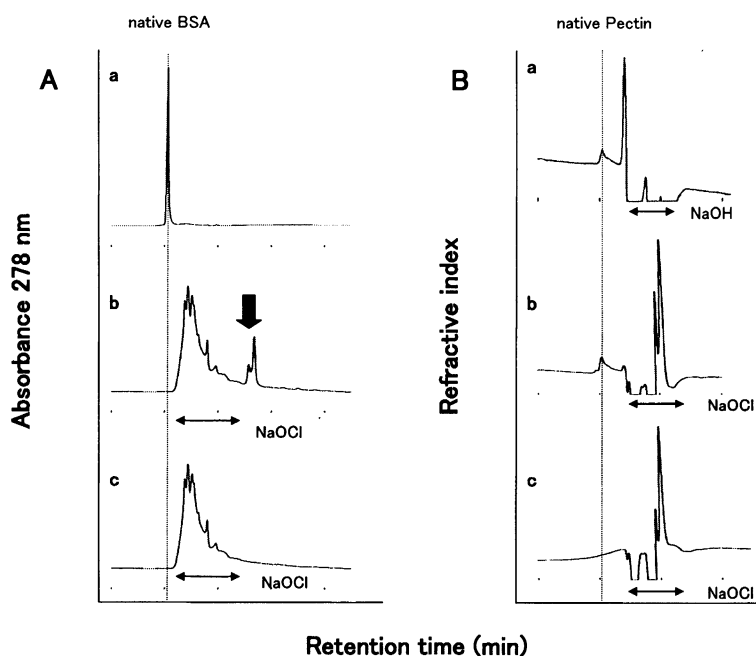 native BSA
native Pectin
A
a
B
a
NaOH
Absorbance 278 nm
b
NaOCl
Refractive index
b
NaOCl
c
NaOCl
c
NaOCl
Retention time (min)